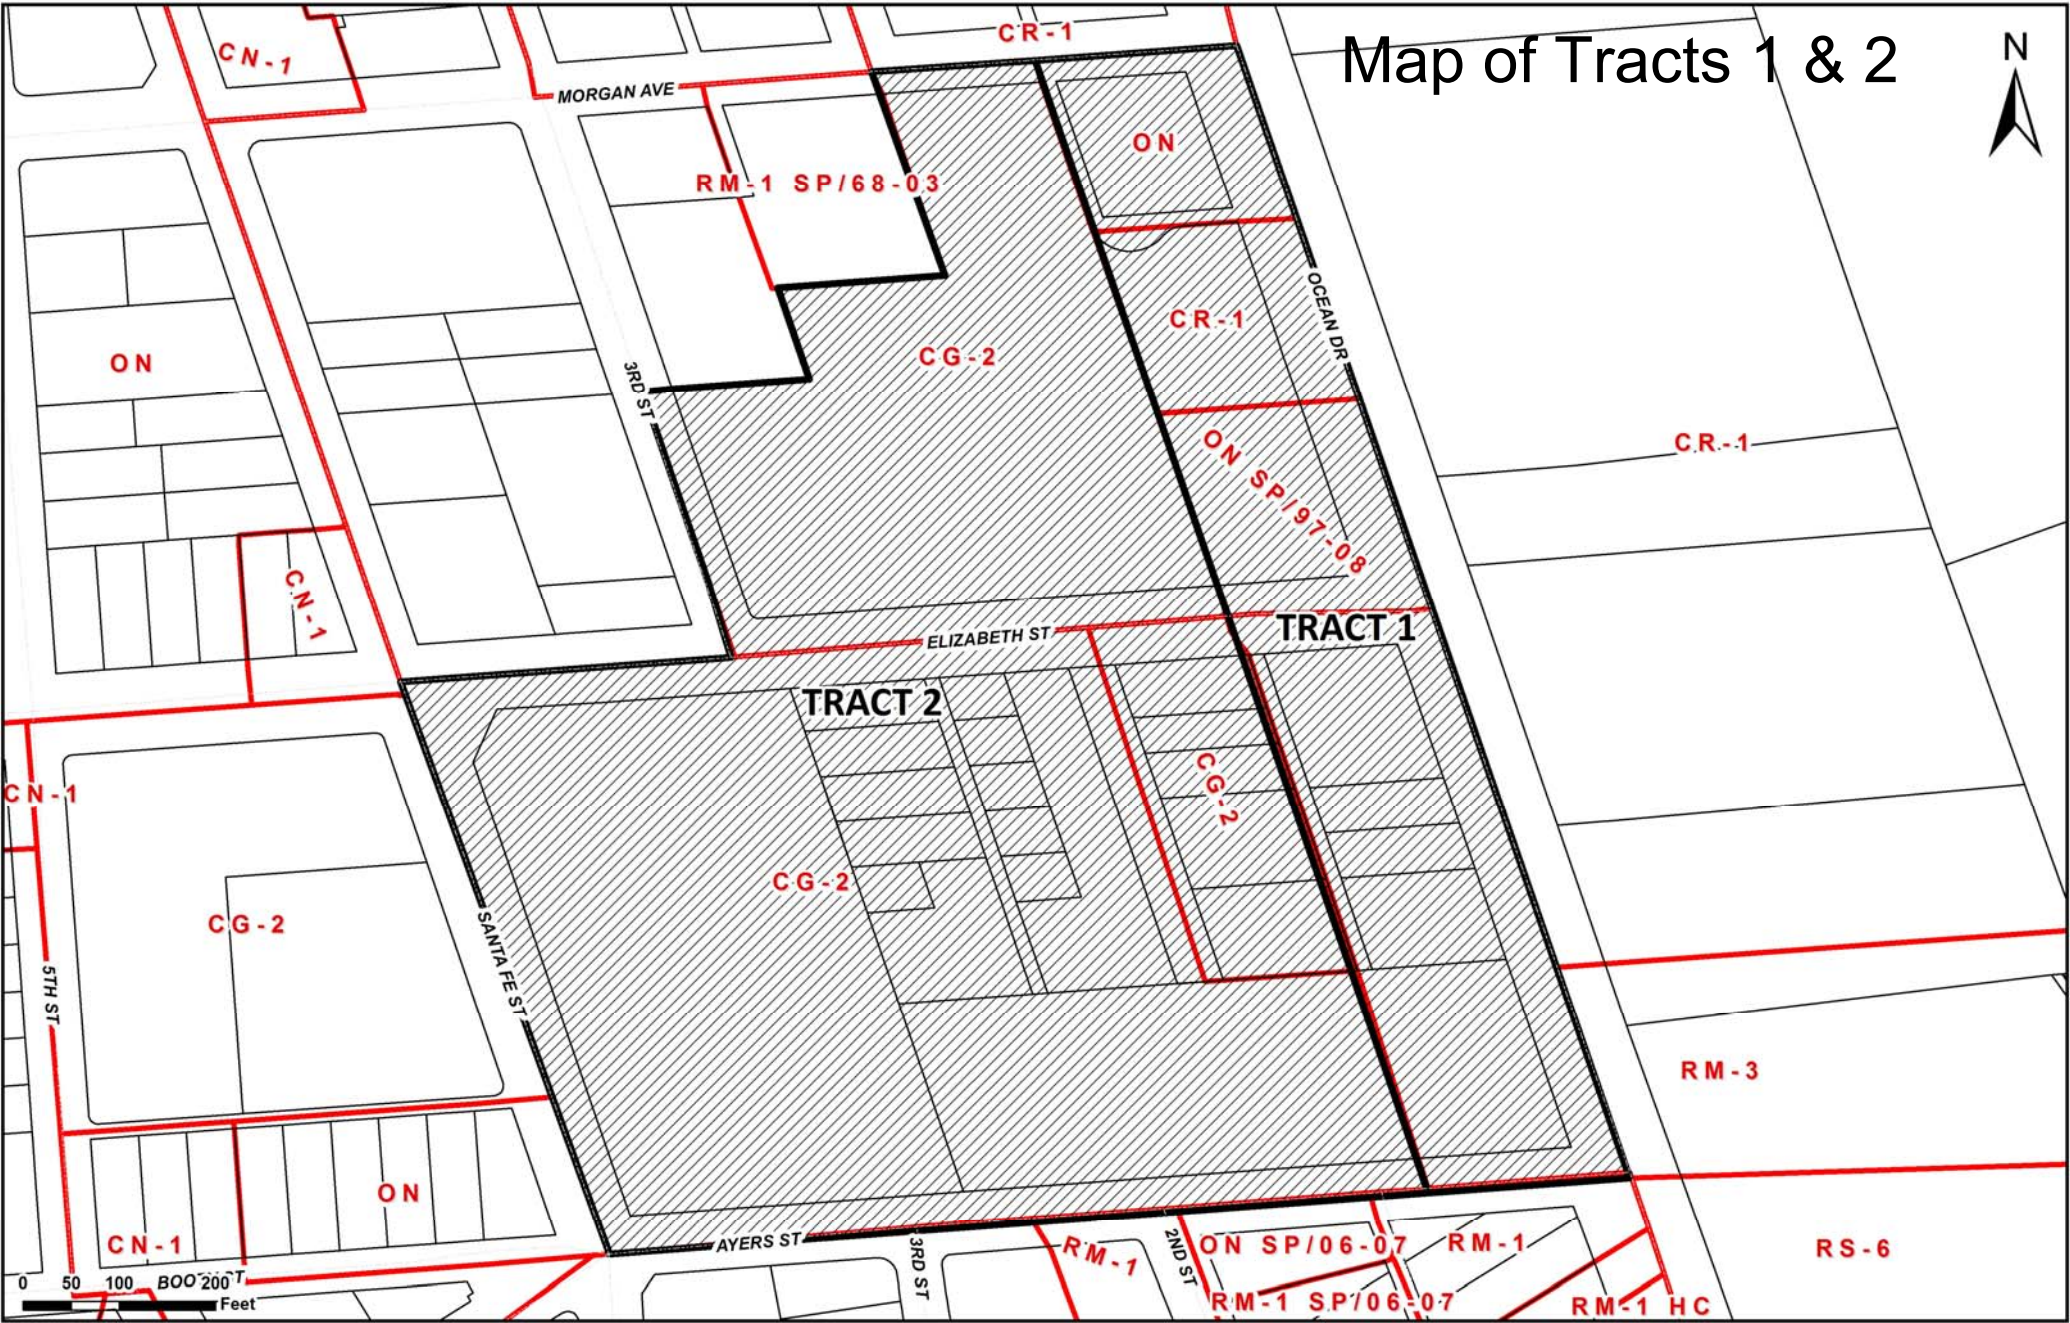 Map of Tracts 1 & 2
N
CR-1
CN-1
MORGAN AVE
ON
RM-1 SP/68-03
OCEAN DR
CR-1
CG-2
ON
3RD ST
ON SP/97-08
CR-1
CN-1
ELIZABETH ST
TRACT 1
TRACT 2
CN-1
CG-2
CG-2
CG-2
SANTA FE ST
5TH ST
RM-3
ON
CN-1
AYERS ST
3RD ST
RM-1
2ND ST
ON SP/06-07
RM-1
RS-6
RM-1 SP/06-07
RM-1 HC
0 50 100 200
Feet